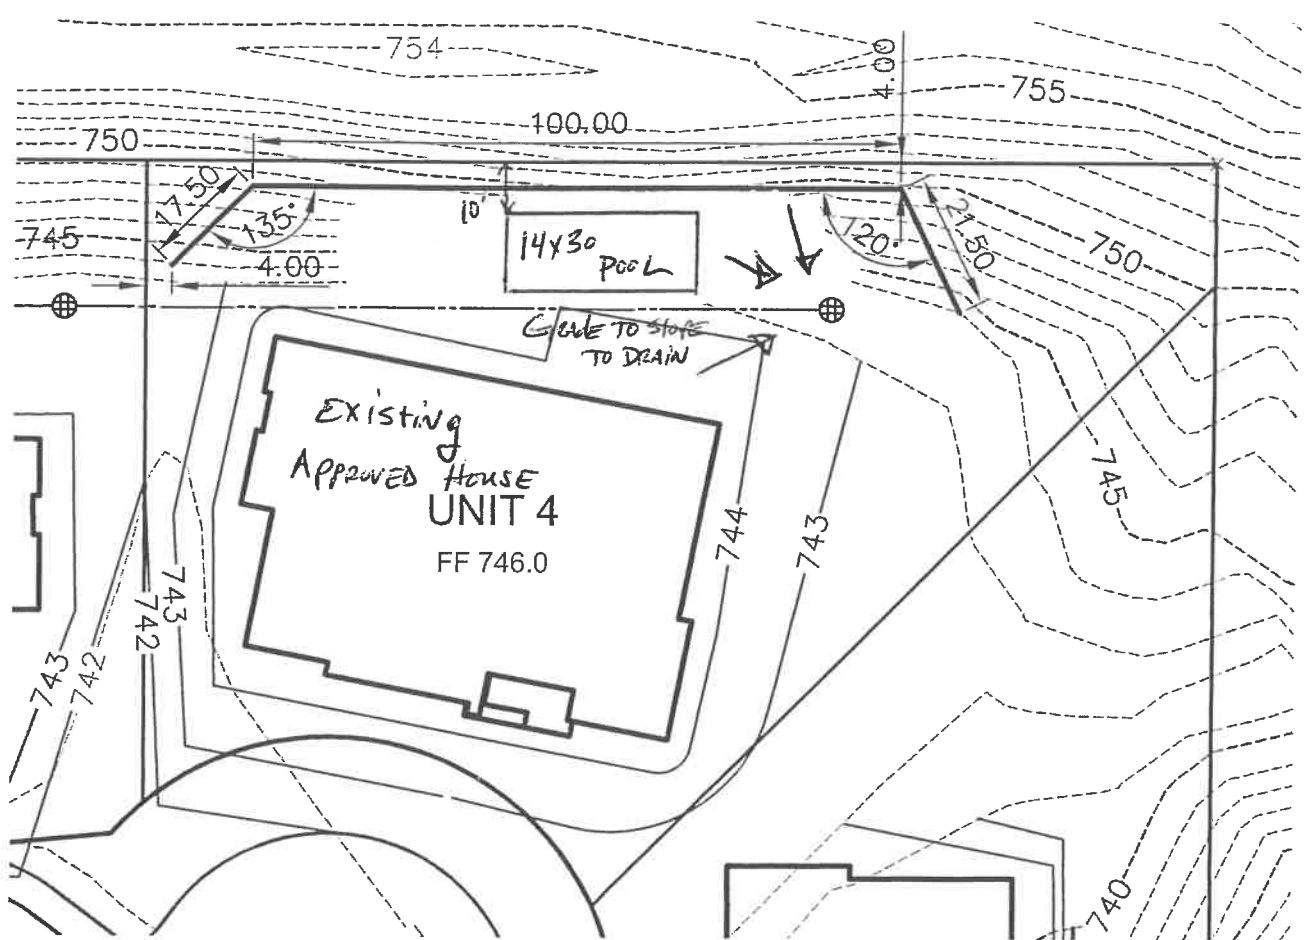 754
755
4.00
100.00
750
17.50
135°
10'
14x30
POOL
120°
21.50
750
745
4.00
GRADE TO SLOPE
TO DRAIN
Existing
APPROVED HOUSE
UNIT 4
FF 746.0
744
743
745
743
742
743
742
740